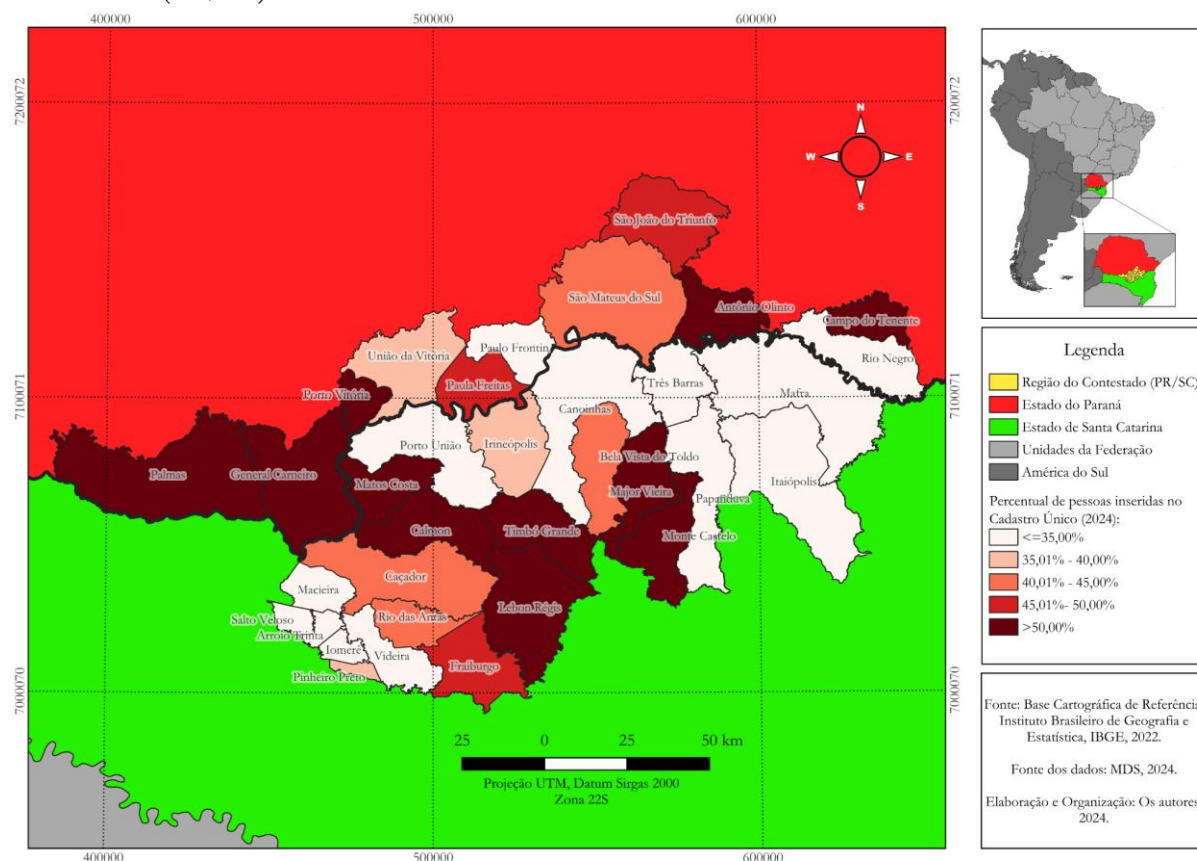 400000 500000 600000
7200072 7200072
N
W E
S
São João do Triunfo
São Mateus do Sul
Antônio Olinto
Campo do Tenente
Paulo Frontin
União da Vitória
Rio Negro
Paula Freitas
Três Barras
Porto Vitória
Mafra
7100071 7100071
Canoinhas
Porto União
Irineópolis
Bela Vista do Toldo
Palmas
General Carneiro
Matos Costa
Major Vieira
Papanduva
Itaiópolis
Calmon
Timbó Grande
Monte Castelo
Caçador
Macieira
Lebon Régis
Salto Veloso
Rio das Antas
Arroio Trinta
Iomerê
Videira
Fraiburgo
Pinheiro Preto
7000070 7000070
25 0 25 50 km
Projeção UTM, Datum Sirgas 2000
Zona 22S
400000 500000 600000
Legenda
Região do Contestado (PR/SC)
Estado do Paraná
Estado de Santa Catarina
Unidades da Federação
América do Sul
Percentual de pessoas inseridas no
Cadastro Único (2024):
<=35,00%
35,01% - 40,00%
40,01% - 45,00%
45,01%- 50,00%
>50,00%
Fonte: Base Cartográfica de Referência
Instituto Brasileiro de Geografia e
Estatística, IBGE, 2022.
Fonte dos dados: MDS, 2024.
Elaboração e Organização: Os autores
2024.